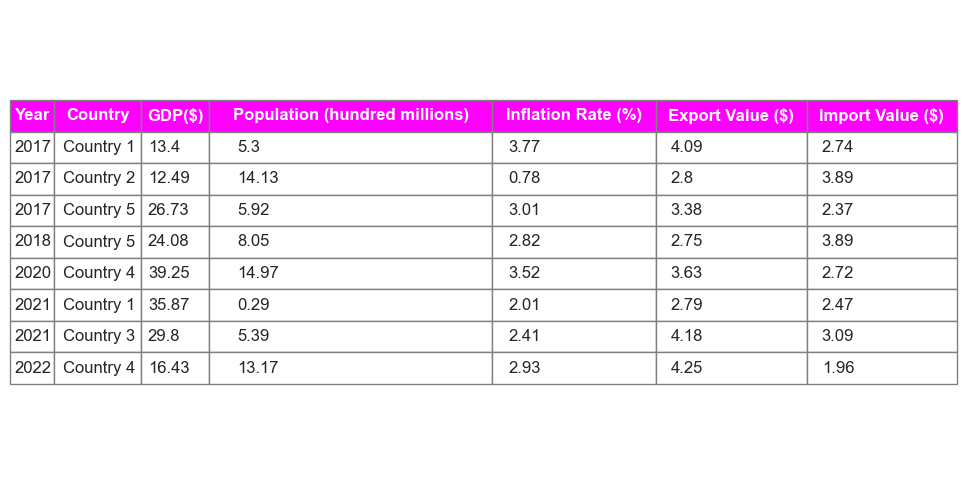 Year Country GDP($) Population (hundred millions) Inflation Rate (%) Export Value ($) Import Value ($)
2017 Country 1 13.4 5.3 3.77 4.09 2.74
2017 Country 2 12.49 14.13 0.78 2.8 3.89
2017 Country 5 26.73 5.92 3.01 3.38 2.37
2018 Country 5 24.08 8.05 2.82 2.75 3.89
2020 Country 4 39.25 14.97 3.52 3.63 2.72
2021 Country 1 35.87 0.29 2.01 2.79 2.47
2021 Country 3 29.8 5.39 2.41 4.18 3.09
2022 Country 4 16.43 13.17 2.93 4.25 1.96